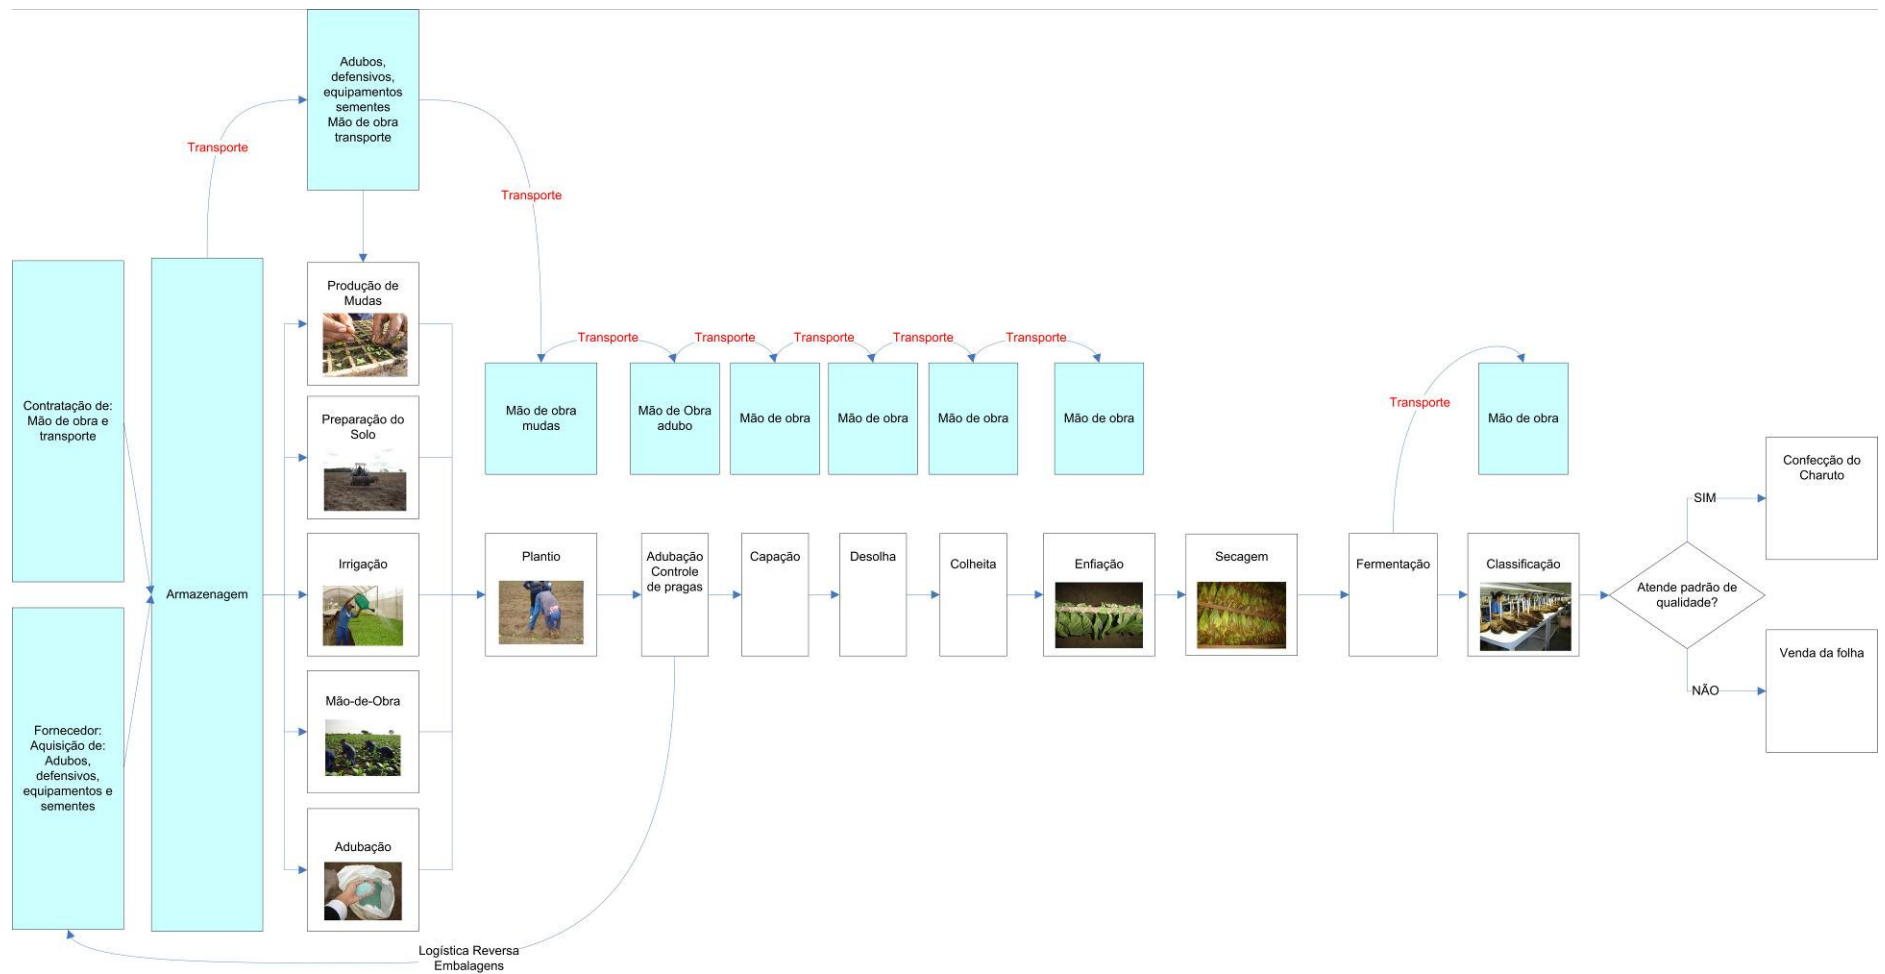 Adubos,
defensivos,
equipamentos
sementes
Mão de obra
transporte
Transporte
Transporte
Contratação de:
Mão de obra e
transporte
Fornecedor:
Aquisição de:
Adubos,
defensivos,
equipamentos e
sementes
Armazenagem
Produção de
Mudas
Preparação do
Solo
Irrigação
Mão-de-Obra
Adubação
Transporte
Transporte
Transporte
Transporte
Transporte
Mão de obra
mudas
Mão de Obra
adubo
Mão de obra
Mão de obra
Mão de obra
Mão de obra
Transporte
Mão de obra
Plantio
Adubação
Controle
de pragas
Capação
Desolha
Colheita
Enfiação
Secagem
Fermentação
Classificação
Atende padrão de
qualidade?
SIM
Confecção do
Charuto
NÃO
Venda da folha
Logística Reversa
Embalagens